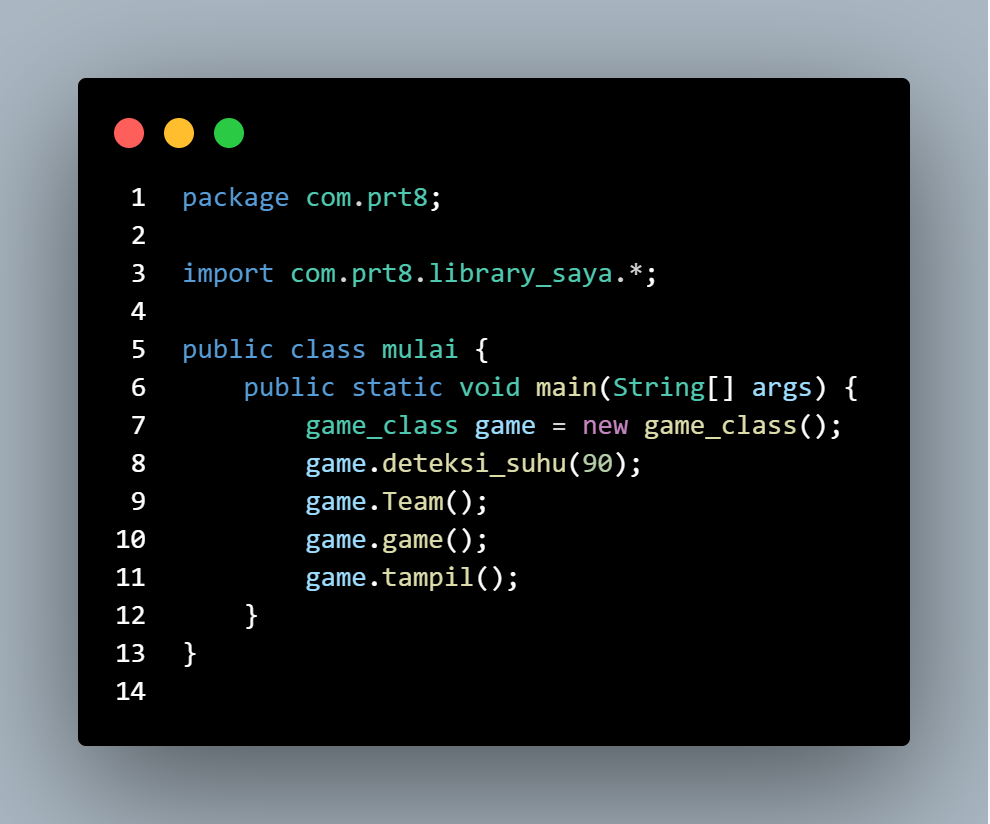 1 package com.prt8;
2
3 import com.prt8.library_saya.*;
4
5 public class mulai {
6     public static void main(String[] args) {
7         game_class game = new game_class();
8         game.deteksi_suhu(90);
9         game.Team();
10         game.game();
11         game.tampil();
12     }
13 }
14